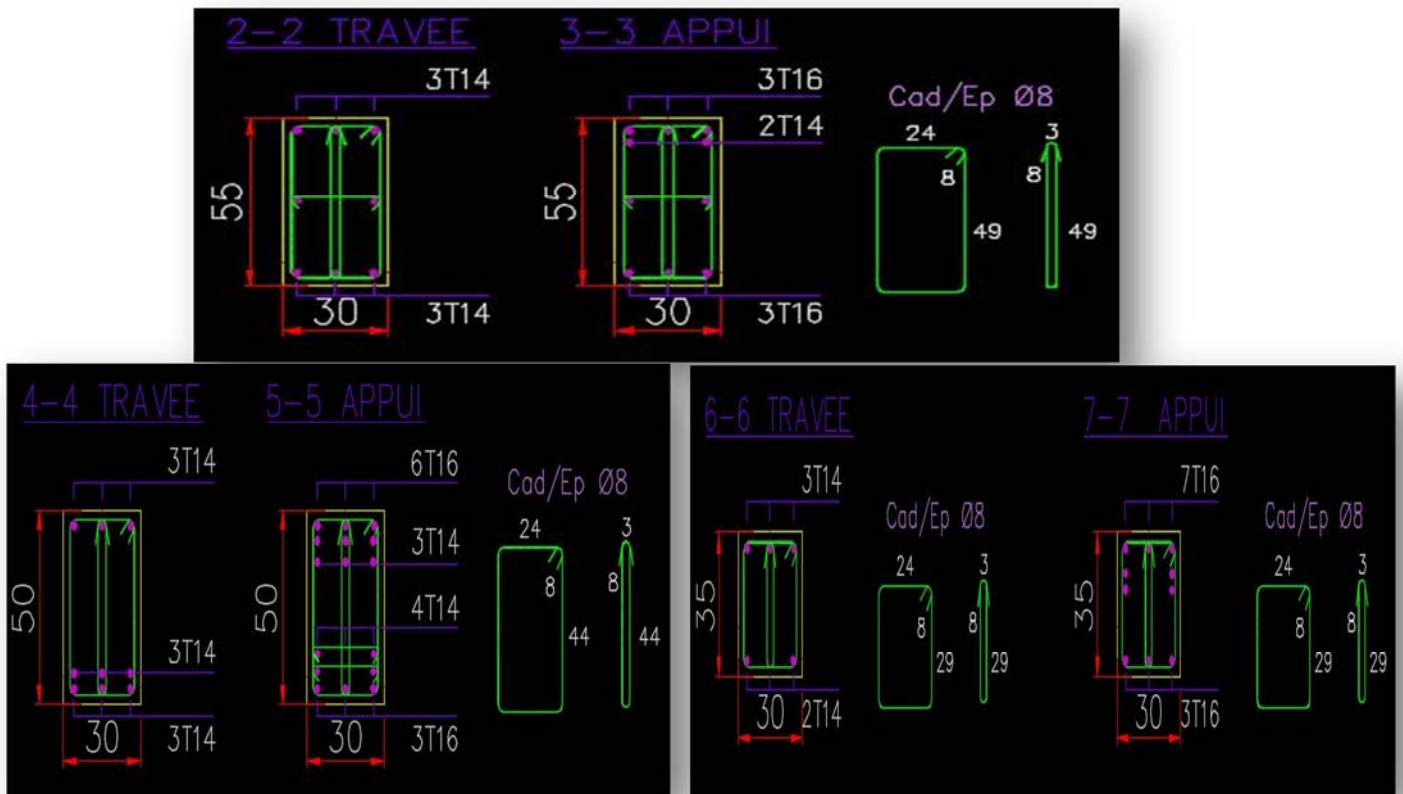 2-2 TRAVEE
3T14
55
30
3T14
3-3 APPUI
3T16
2T14
55
30
3T16
Cad/Ep Ø8
24
8
49
3
8
49
4-4 TRAVEE
3T14
50
3T14
30
3T14
5-5 APPUI
6T16
3T14
50
4T14
30
3T16
Cad/Ep Ø8
24
8
44
3
8
44
6-6 TRAVEE
3T14
35
30
2T14
Cad/Ep Ø8
24
8
29
3
8
29
7-7 APPUI
7T16
35
30
3T16
Cad/Ep Ø8
24
8
29
3
8
29